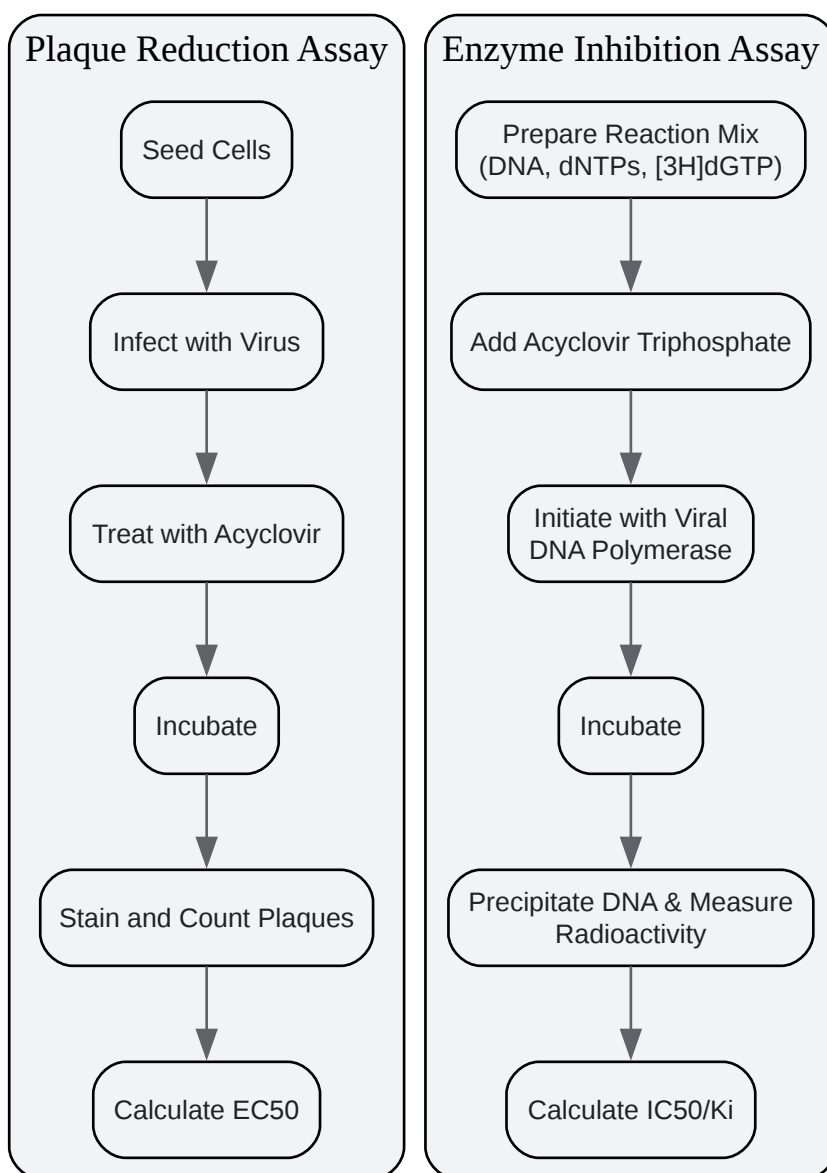 Plaque Reduction Assay
Seed Cells
Infect with Virus
Treat with Acyclovir
Incubate
Stain and Count Plaques
Calculate EC50
Enzyme Inhibition Assay
Prepare Reaction Mix
(DNA, dNTPs, [3H]dGTP)
Add Acyclovir Triphosphate
Initiate with Viral
DNA Polymerase
Incubate
Precipitate DNA & Measure
Radioactivity
Calculate IC50/Ki